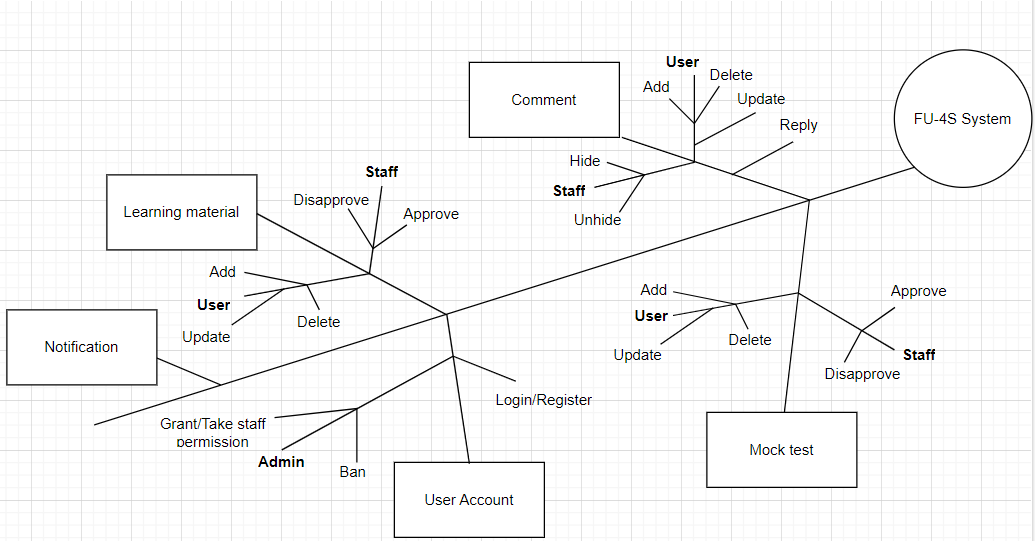 User
Delete
Add
Comment
Update
FU-4S System
Reply
Hide
Staff
Staff
Disapprove
Unhide
Learning material
Approve
Add
User
Delete
Update
Add
Approve
User
Delete
Update
Staff
Disapprove
Notification
Login/Register
Grant/Take staff
permission
Admin
Ban
Mock test
User Account